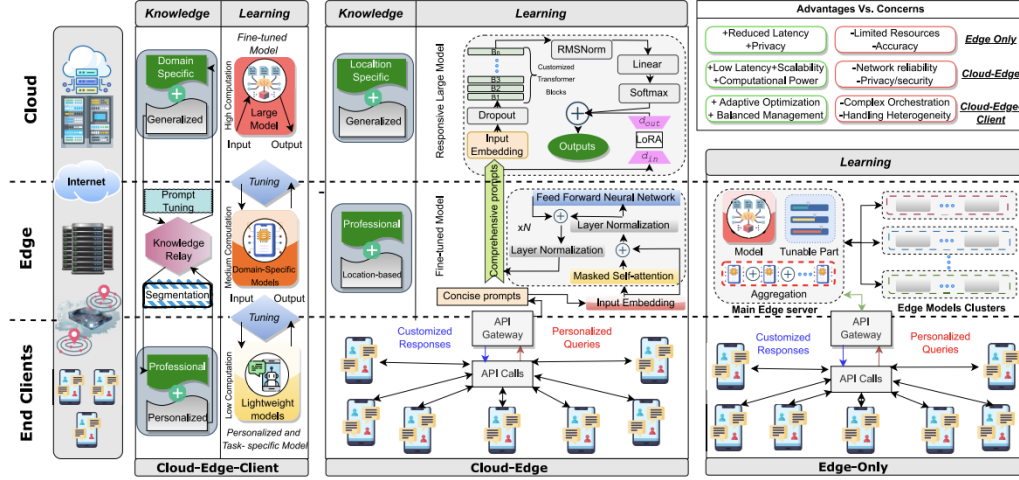 Knowledge
Learning
Knowledge
Learning
Advantages Vs. Concerns
+Reduced Latency
+Privacy
-Limited Resources
-Accuracy
Edge Only
+Low Latency+Scalability
+Computational Power
-Network reliability
-Privacy/security
Cloud-Edge
+ Adaptive Optimization
+ Balanced Management
-Complex Orchestration
-Handling Heterogeneity
Cloud-Edge-
Client
Cloud
Edge
End Clients
Internet
Fine-tuned
Model
Domain
Specific
Generalized
High Computation
Large
Model
Input
Output
Tuning
Prompt
Tuning
Knowledge
Relay
Segmentation
Medium Computation
Domain-Specific
Models
Input
Output
Tuning
Professional
Personalized
Low Computation
Lightweight
models
Personalized and
Task- specific Model
Cloud-Edge-Client
Localtion
Specific
Generalized
Responsive Large Model
Bn
B3
B2
B1
Customized
Transformer
Blocks
Dropout
Input
Embedding
RMSNorm
Linear
Softmax
Outputs
dout
LoRA
din
Professional
Location-based
Fine-tuned Model
Comprehensive prompts
Feed Forward Neural Network
xN
Layer Normalization
Layer Normalization
Masked Self-attention
Concise prompts
Input Embedding
Customized
Responses
API
Gateway
Personalized
Queries
API Calls
Cloud-Edge
Learning
Model
Tunable Part
Aggregation
Main Edge server
Edge Models Clusters
Customized
Responses
API
Gateway
Personalized
Queries
API Calls
Edge-Only